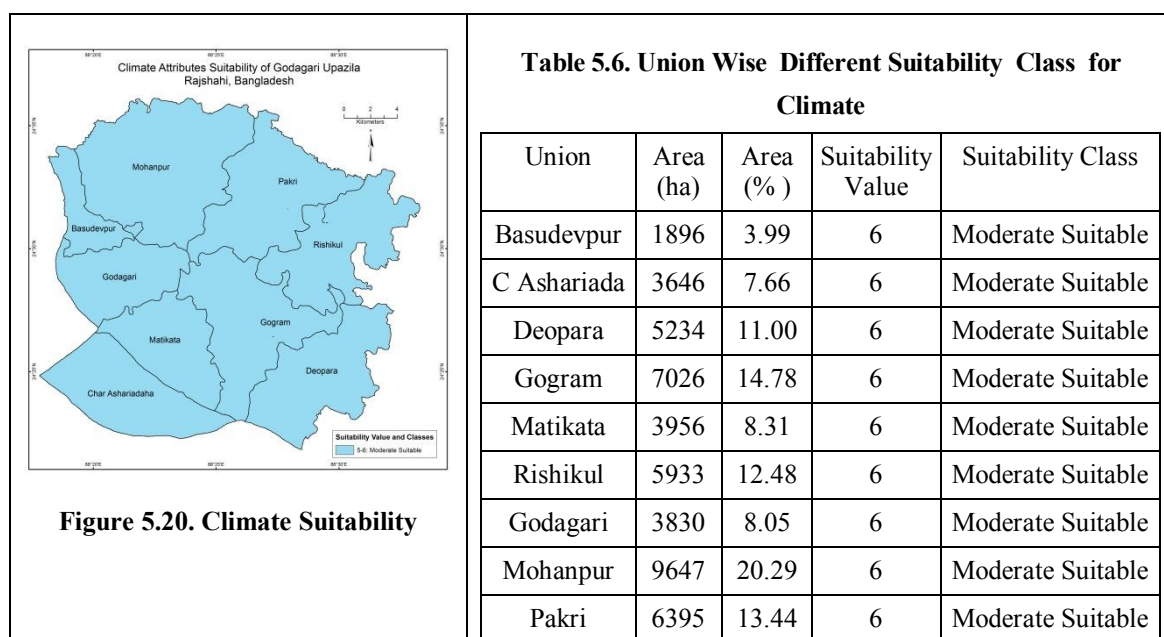 Climate Attributes Suitability of Godagari Upazila
Rajshahi, Bangladesh
0 2 4
Kilometers
Mohanpur
Pakri
Basudevpur
Rishikul
Godagari
Gogram
Matikata
Deopara
Char Ashariadaha
Suitability Value and Classes
5-6: Moderate Suitable
Figure 5.20. Climate Suitability
Table 5.6. Union Wise Different Suitability Class for
Climate
Union Area (ha) Area (% ) Suitability Value Suitability Class
Basudevpur 1896 3.99 6 Moderate Suitable
C Ashariada 3646 7.66 6 Moderate Suitable
Deopara 5234 11.00 6 Moderate Suitable
Gogram 7026 14.78 6 Moderate Suitable
Matikata 3956 8.31 6 Moderate Suitable
Rishikul 5933 12.48 6 Moderate Suitable
Godagari 3830 8.05 6 Moderate Suitable
Mohanpur 9647 20.29 6 Moderate Suitable
Pakri 6395 13.44 6 Moderate Suitable